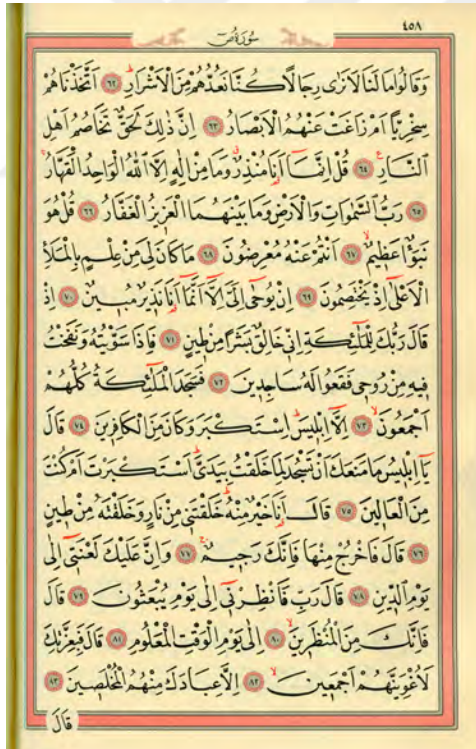 ٤٥٨
سُورَةُ صٓ
وَقَالُوا مَا لَنَا لَا نَرٰى رِجَالًا كُنَّا نَعُدُّهُمْ مِنَ الْاَشْرَارِۜ ﴿٦٢﴾ اَتَّخَذْنَاهُمْ
سِخْرِيًّا اَمْ زَاغَتْ عَنْهُمُ الْاَبْصَارُ ﴿٦٣﴾ اِنَّ ذٰلِكَ لَحَقٌّ تَخَاصُمُ اَهْلِ
النَّارِ۟ ﴿٦٤﴾ قُلْ اِنَّمَٓا اَنَا۬ مُنْذِرٌۗ وَمَا مِنْ اِلٰهٍ اِلَّا اللّٰهُ الْوَاحِدُ الْقَهَّارُۚ
﴿٦٥﴾ رَبُّ السَّمٰوَاتِ وَالْاَرْضِ وَمَا بَيْنَهُمَا الْعَزِيزُ الْغَفَّارُ ﴿٦٦﴾ قُلْ هُوَ
نَبَؤٌا عَظِيمٌۙ ﴿٦٧﴾ اَنْتُمْ عَنْهُ مُعْرِضُونَ ﴿٦٨﴾ مَا كَانَ لِيَ مِنْ عِلْمٍ بِالْمَلَأِ
الْاَعْلٰٓى اِذْ يَخْتَصِمُونَ ﴿٦٩﴾ اِنْ يُوحٰٓى اِلَيَّ اِلَّٓا اَنَّمَٓا اَنَا۬ نَذِيرٌ مُبِينٌ ﴿٧٠﴾ اِذْ
قَالَ رَبُّكَ لِلْمَلٰٓئِكَةِ اِنِّي خَالِقٌ بَشَرًا مِنْ طِينٍ ﴿٧١﴾ فَاِذَا سَوَّيْتُهُ وَنَفَخْتُ
فِيهِ مِنْ رُوحِي فَقَعُوا لَهُ سَاجِدِينَ ﴿٧٢﴾ فَسَجَدَ الْمَلٰٓئِكَةُ كُلُّهُمْ
اَجْمَعُونَۙ ﴿٧٣﴾ اِلَّٓا اِبْلِيسَۜ اِسْتَكْبَرَ وَكَانَ مِنَ الْكَافِرِينَ ﴿٧٤﴾ قَالَ
يَٓا اِبْلِيسُ مَا مَنَعَكَ اَنْ تَسْجُدَ لِمَا خَلَقْتُ بِيَدَيَّۜ اَسْتَكْبَرْتَ اَمْ كُنْتَ
مِنَ الْعَالِينَ ﴿٧٥﴾ قَالَ اَنَا۬ خَيْرٌ مِنْهُۜ خَلَقْتَنِي مِنْ نَارٍ وَخَلَقْتَهُ مِنْ طِينٍ
﴿٧٦﴾ قَالَ فَاخْرُجْ مِنْهَا فَاِنَّكَ رَجِيمٌۚ ﴿٧٧﴾ وَاِنَّ عَلَيْكَ لَعْنَتِٓي اِلٰى
يَوْمِ الدِّينِ ﴿٧٨﴾ قَالَ رَبِّ فَاَنْظِرْنِٓي اِلٰى يَوْمِ يُبْعَثُونَ ﴿٧٩﴾ قَالَ
فَاِنَّكَ مِنَ الْمُنْظَرِينَۙ ﴿٨٠﴾ اِلٰى يَوْمِ الْوَقْتِ الْمَعْلُومِ ﴿٨١﴾ قَالَ فَبِعِزَّتِكَ
لَاُغْوِيَنَّهُمْ اَجْمَعِينَۙ ﴿٨٢﴾ اِلَّا عِبَادَكَ مِنْهُمُ الْمُخْلَصِينَ ﴿٨٣﴾
قَالَ